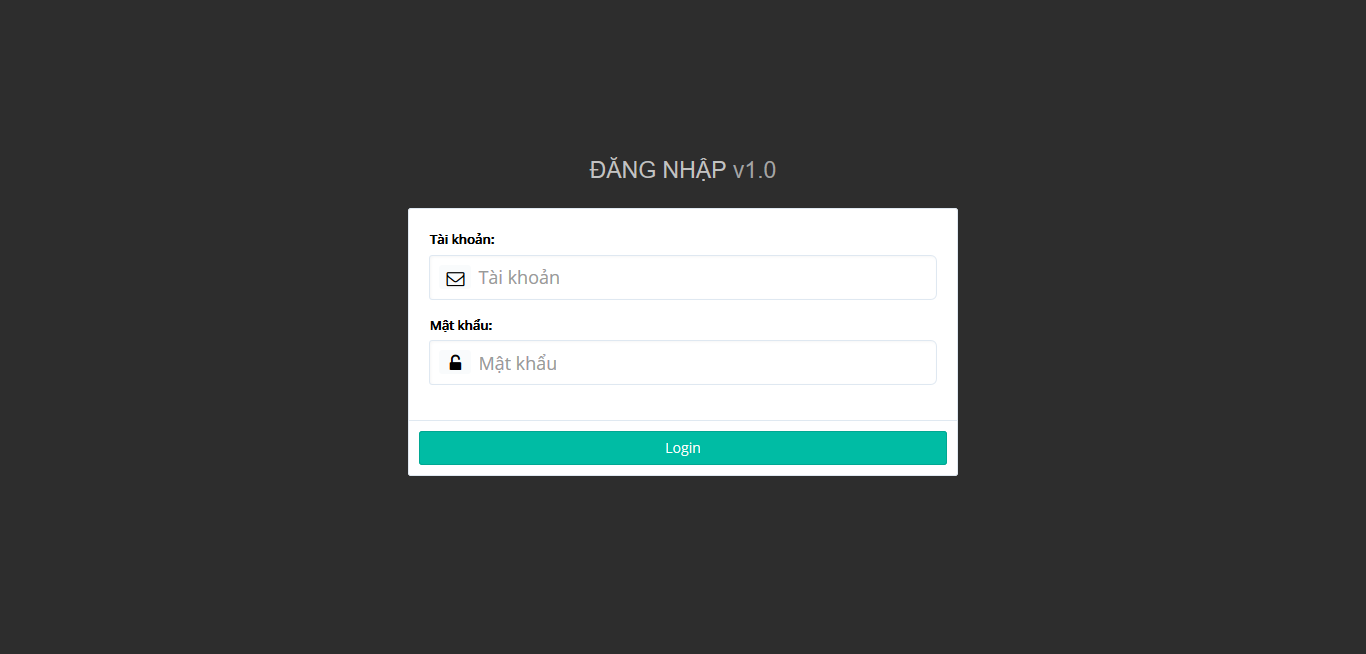 ĐĂNG NHẬP v1.0
Tài khoản:
Tài khoản
Mật khẩu:
Mật khẩu
Login